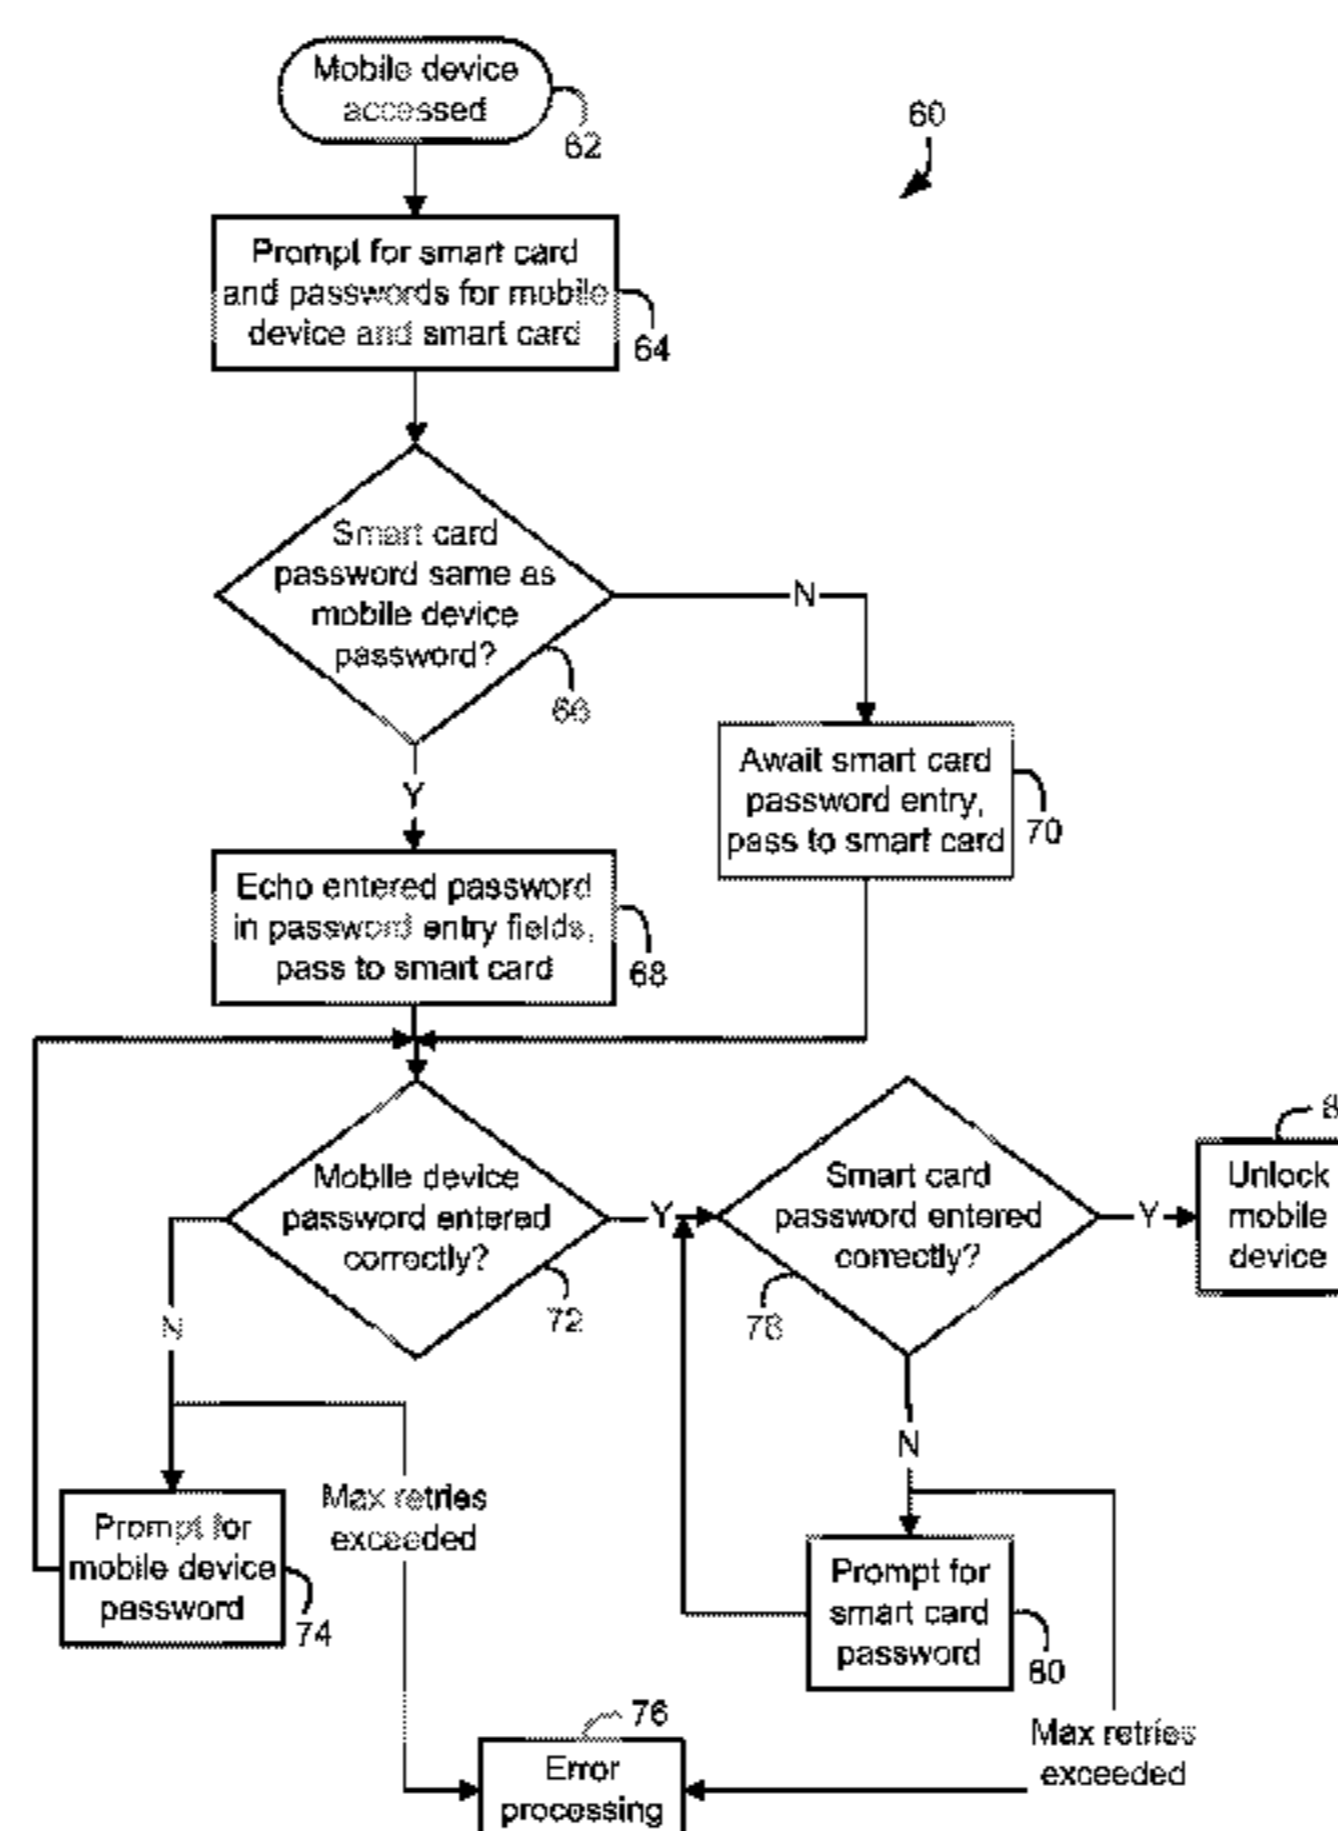 Mobile device
accessed
62
60
Prompt for smart card
and passwords for mobile
device and smart card
64
Smart card
password same as
mobile device
password?
66
N
Y
Await smart card
password entry,
pass to smart card
70
Echo entered password
in password entry fields,
pass to smart card
68
Mobile device
password entered
correctly?
72
Y
N
Smart card
password entered
correctly?
78
Y
N
8
Unlock
mobile
device
Max retries
exceeded
Prompt for
mobile device
password
74
Prompt for
smart card
password
80
Max retries
exceeded
76
Error
processing